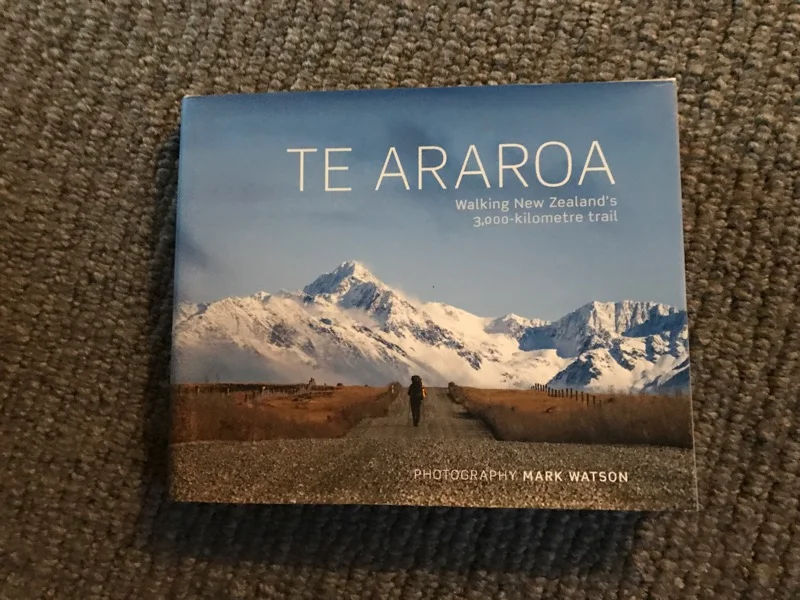 TE ARAROA
Walking New Zealand's
3,000-kilometre trail
PHOTOGRAPHY MARK WATSON